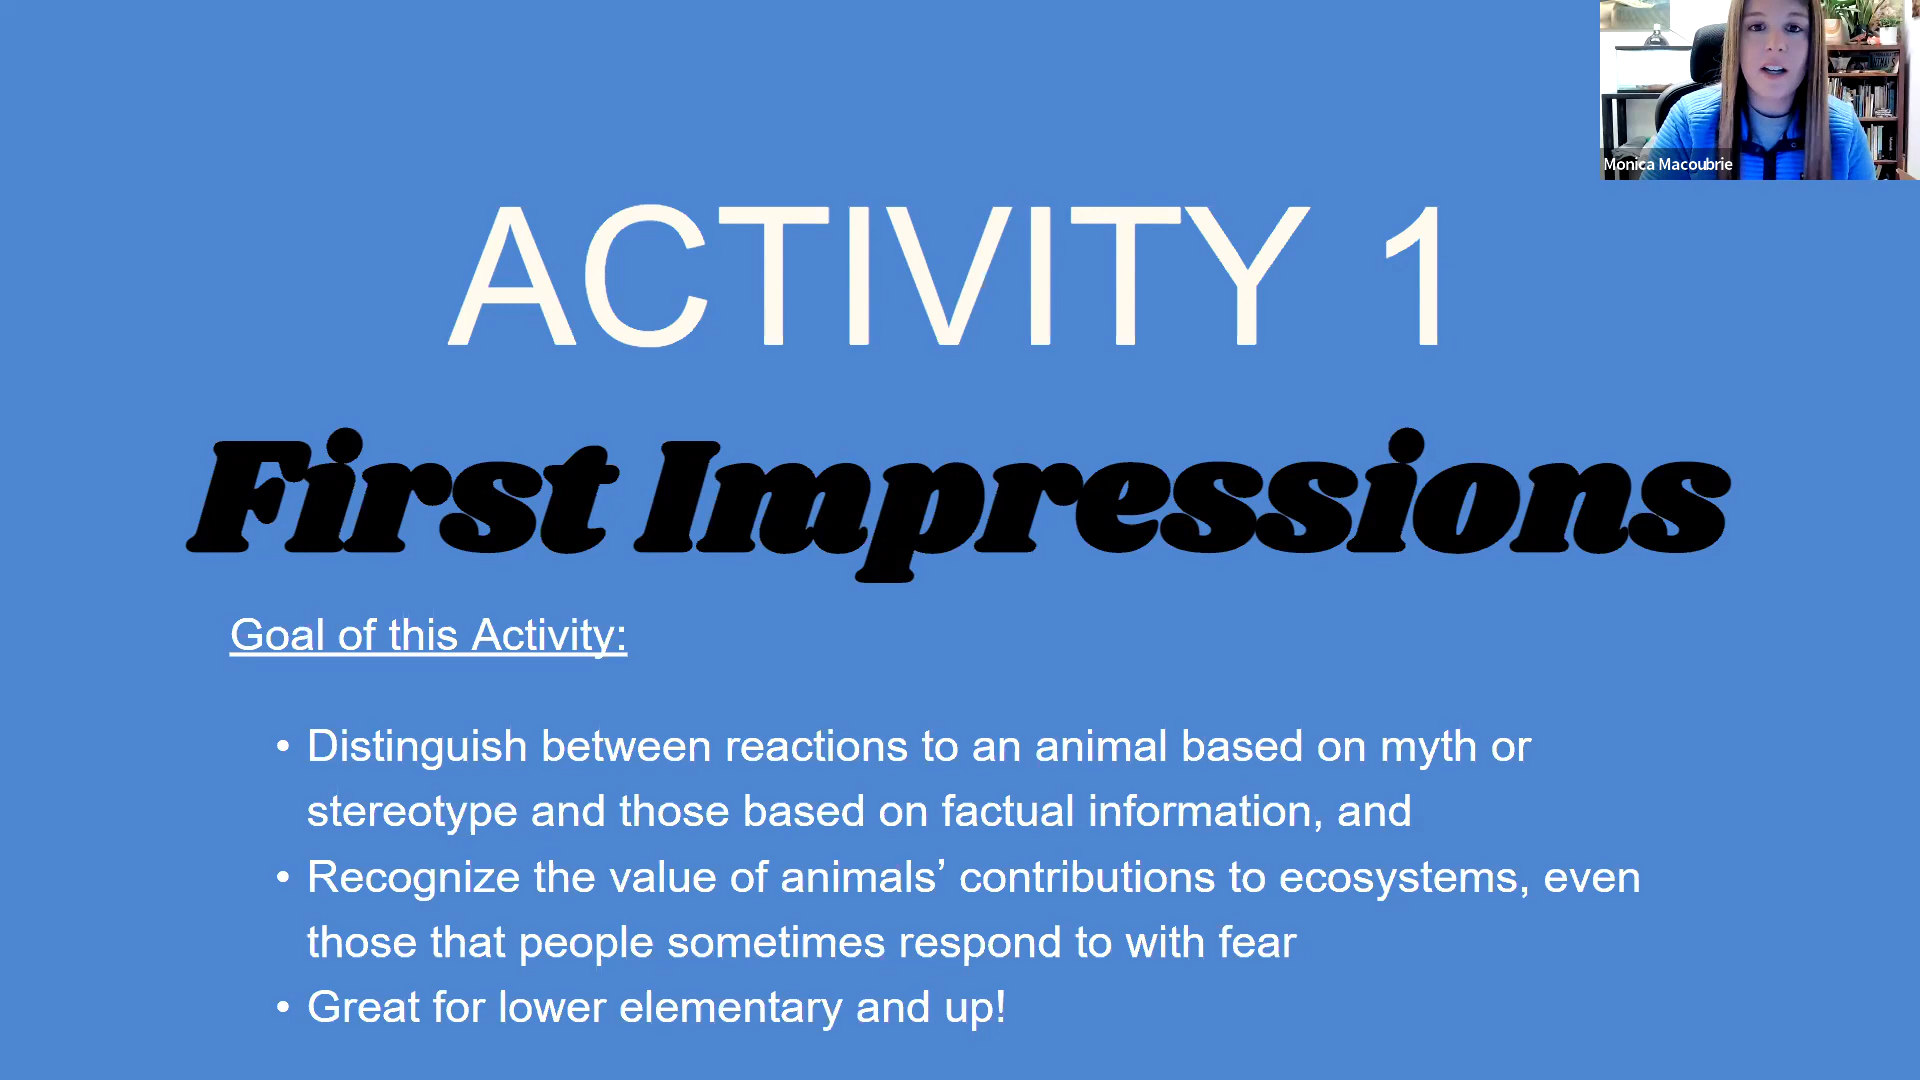 Monica Macoubrie
ACTIVITY 1
First Impressions
Goal of this Activity:
• Distinguish between reactions to an animal based on myth or
stereotype and those based on factual information, and
• Recognize the value of animals’ contributions to ecosystems, even
those that people sometimes respond to with fear
• Great for lower elementary and up!